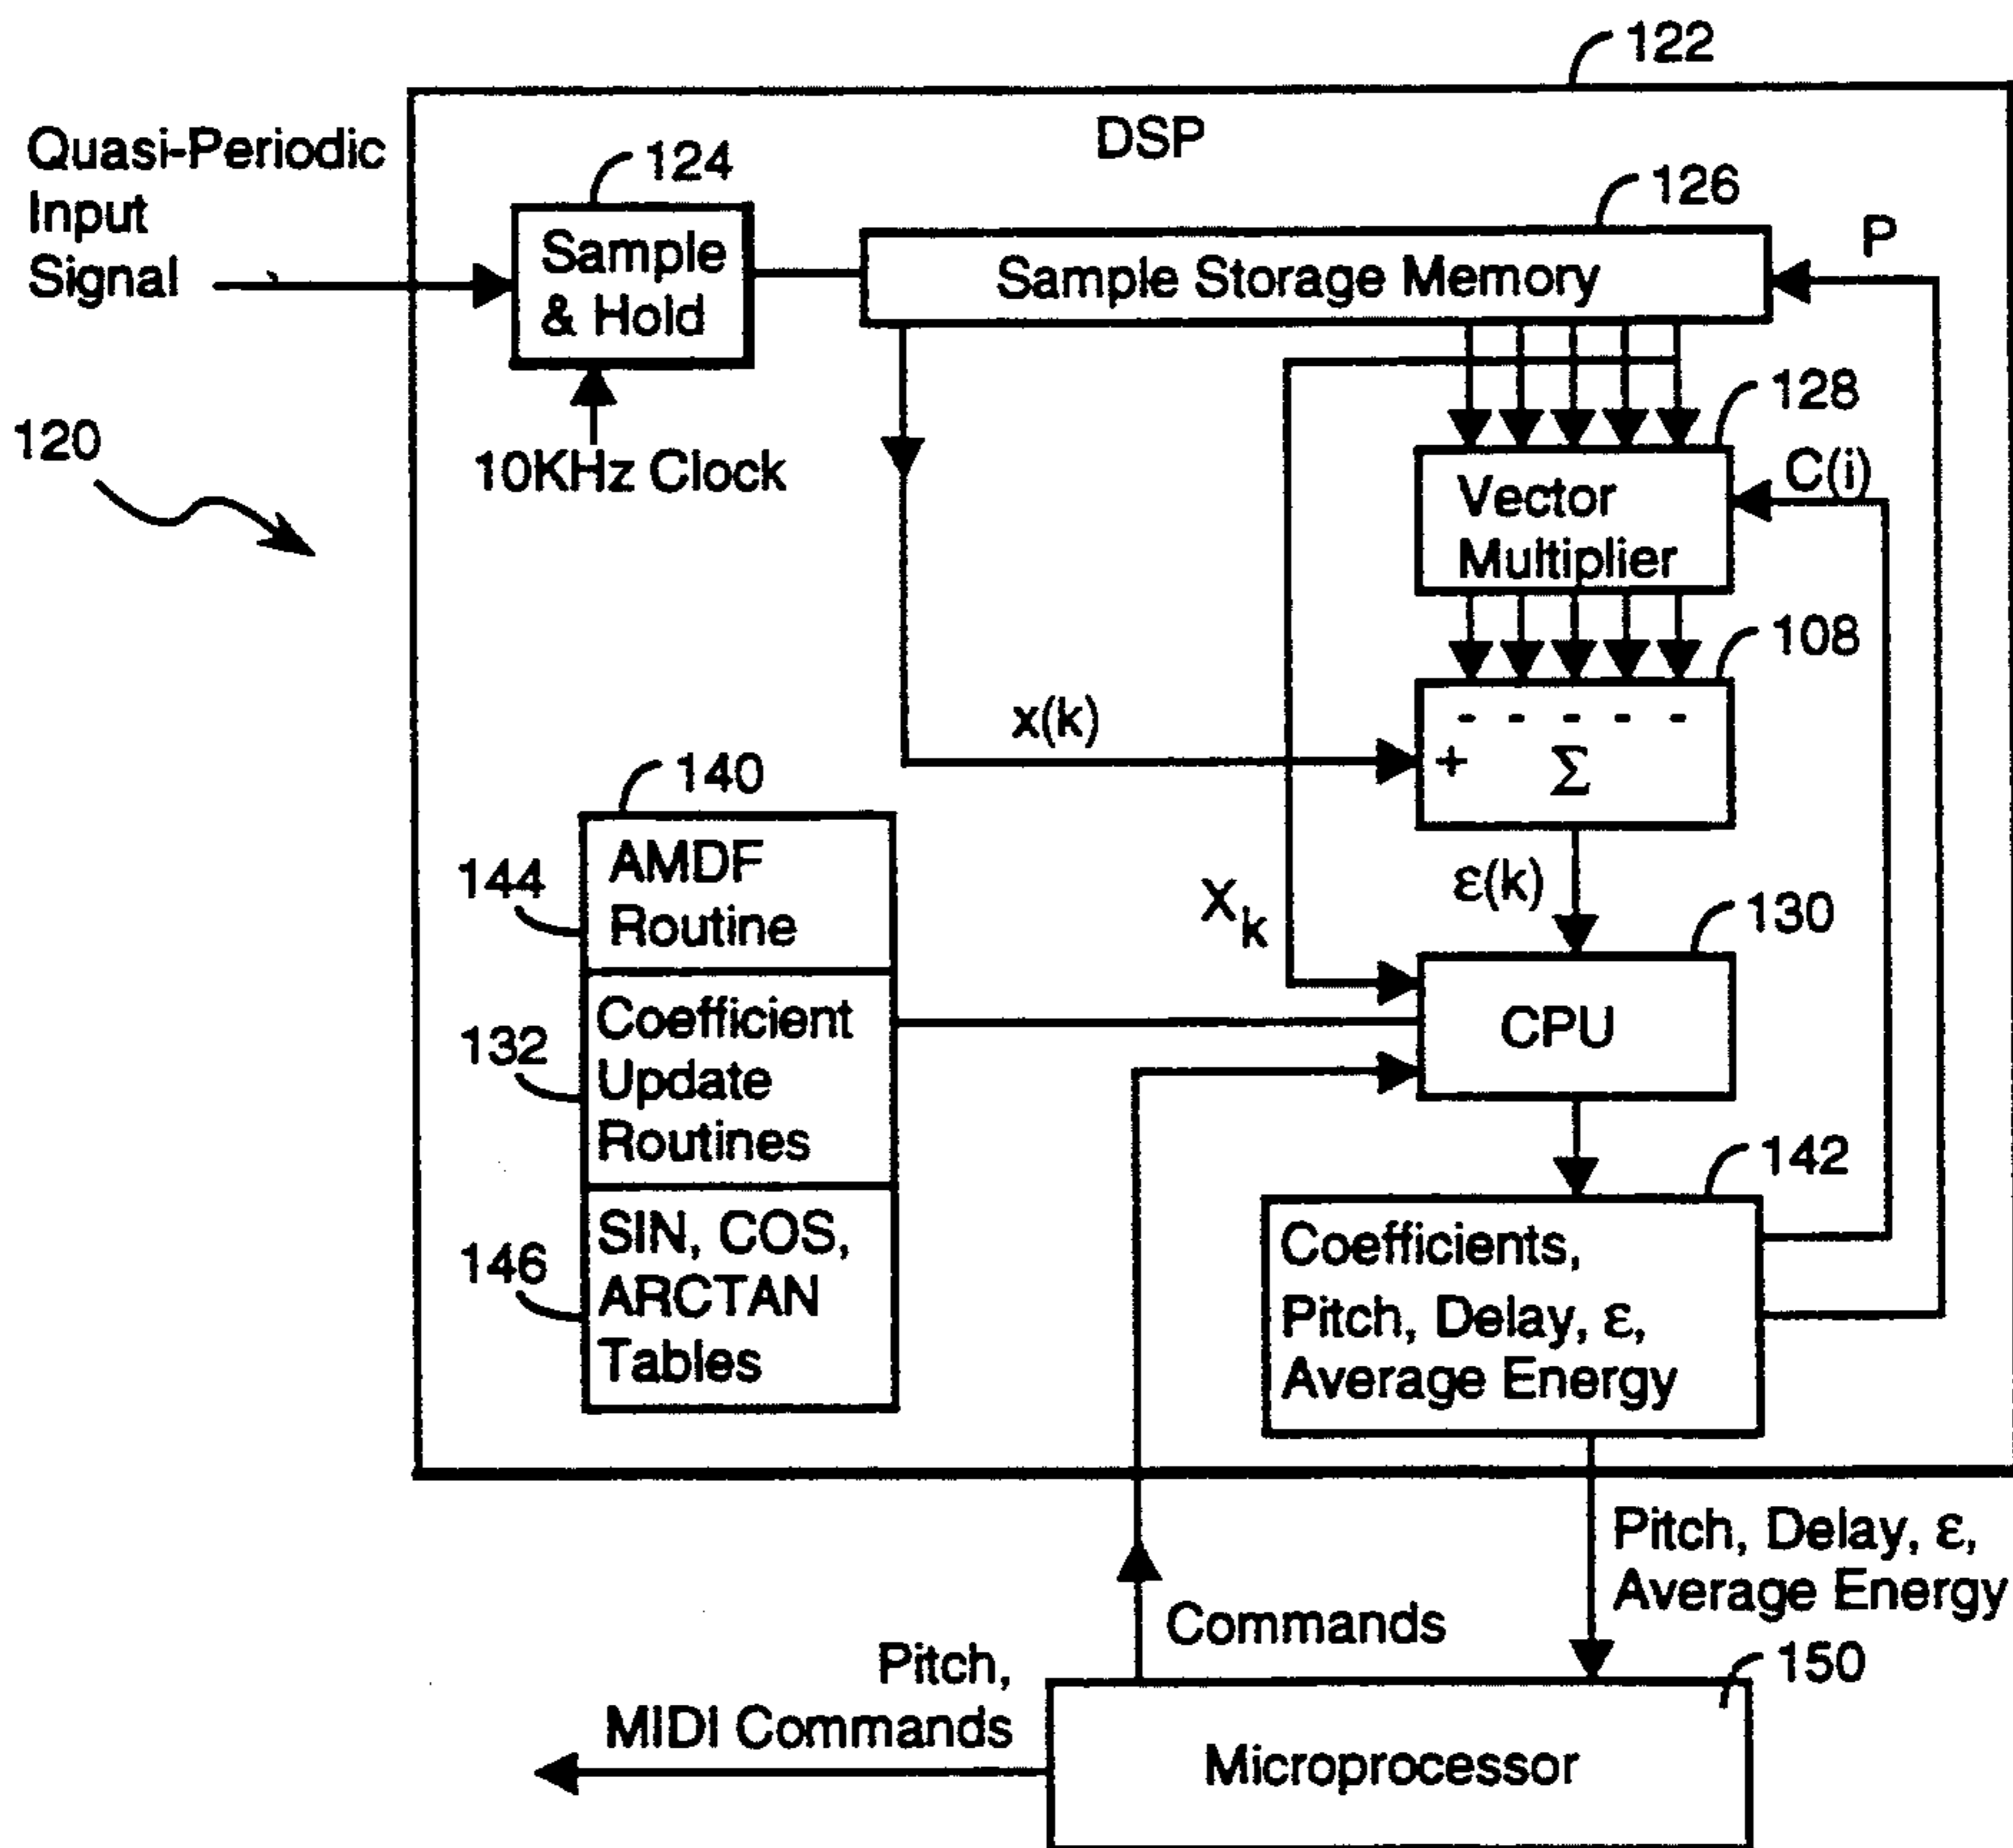 122
DSP
Quasi-Periodic
Input
Signal
124
Sample
& Hold
10KHz Clock
126
Sample Storage Memory
P
120
128
C(i)
Vector
Multiplier
108
- - - - -
+ Σ
x(k)
ε(k)
X_k
140
144
AMDF
Routine
132
Coefficient
Update
Routines
146
SIN, COS,
ARCTAN
Tables
130
CPU
142
Coefficients,
Pitch, Delay, ε,
Average Energy
Pitch, Delay, ε,
Average Energy
Commands
Pitch,
MIDI Commands
150
Microprocessor